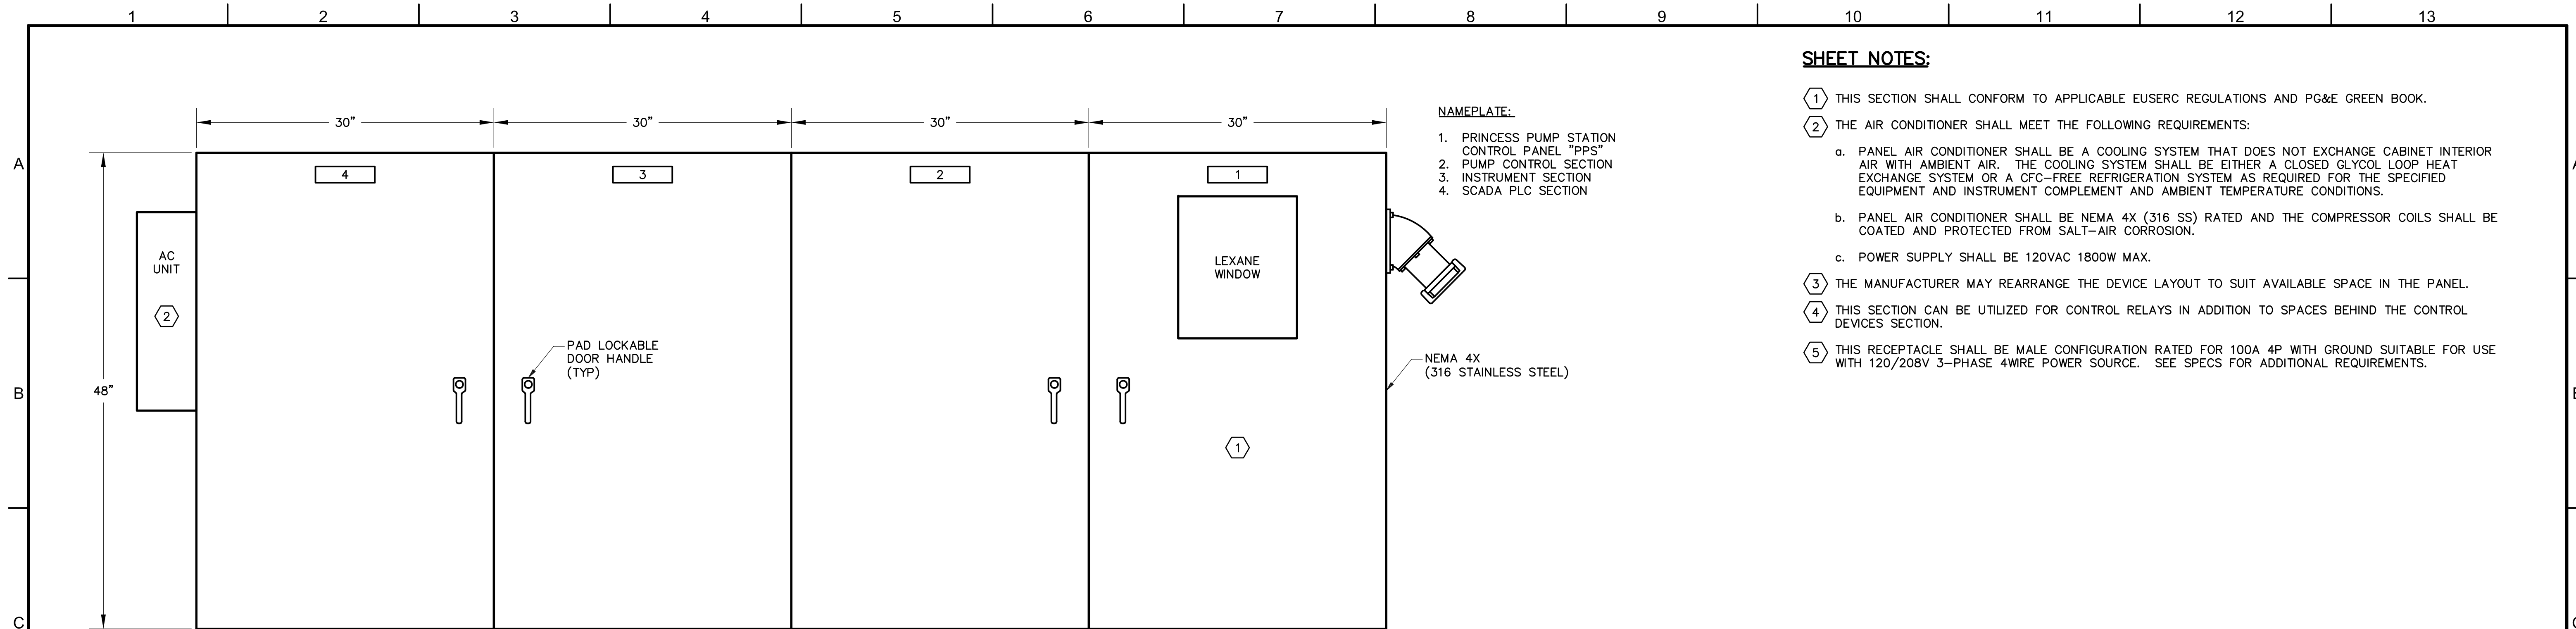 1 2 3 4 5 6 7 8 9 10 11 12 13
SHEET NOTES:
1 THIS SECTION SHALL CONFORM TO APPLICABLE EUSERC REGULATIONS AND PG&E GREEN BOOK.
2 THE AIR CONDITIONER SHALL MEET THE FOLLOWING REQUIREMENTS:
a. PANEL AIR CONDITIONER SHALL BE A COOLING SYSTEM THAT DOES NOT EXCHANGE CABINET INTERIOR
AIR WITH AMBIENT AIR. THE COOLING SYSTEM SHALL BE EITHER A CLOSED GLYCOL LOOP HEAT
EXCHANGE SYSTEM OR A CFC-FREE REFRIGERATION SYSTEM AS REQUIRED FOR THE SPECIFIED
EQUIPMENT AND INSTRUMENT COMPLEMENT AND AMBIENT TEMPERATURE CONDITIONS.
b. PANEL AIR CONDITIONER SHALL BE NEMA 4X (316 SS) RATED AND THE COMPRESSOR COILS SHALL BE
COATED AND PROTECTED FROM SALT-AIR CORROSION.
c. POWER SUPPLY SHALL BE 120VAC 1800W MAX.
3 THE MANUFACTURER MAY REARRANGE THE DEVICE LAYOUT TO SUIT AVAILABLE SPACE IN THE PANEL.
4 THIS SECTION CAN BE UTILIZED FOR CONTROL RELAYS IN ADDITION TO SPACES BEHIND THE CONTROL
DEVICES SECTION.
5 THIS RECEPTACLE SHALL BE MALE CONFIGURATION RATED FOR 100A 4P WITH GROUND SUITABLE FOR USE
WITH 120/208V 3-PHASE 4WIRE POWER SOURCE. SEE SPECS FOR ADDITIONAL REQUIREMENTS.
NAMEPLATE:
1. PRINCESS PUMP STATION
CONTROL PANEL "PPS"
2. PUMP CONTROL SECTION
3. INSTRUMENT SECTION
4. SCADA PLC SECTION
30" 30" 30" 30"
A
4 3 2 1
AC
UNIT
2
LEXANE
WINDOW
PAD LOCKABLE
DOOR HANDLE
(TYP)
NEMA 4X
(316 STAINLESS STEEL)
48"
B
1
C